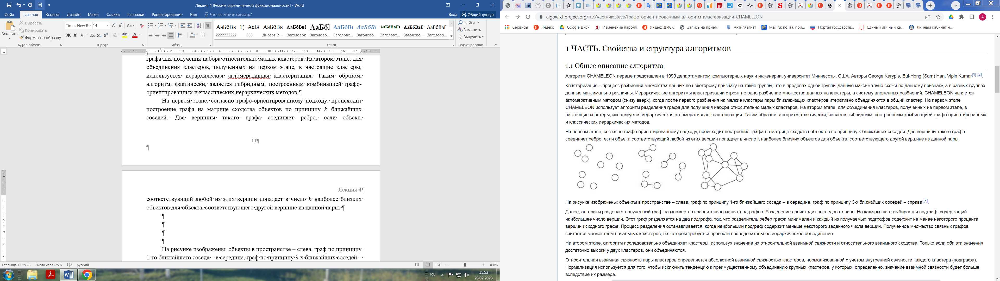 Лекция 4 [Режим ограниченной функциональности] - Word
Файл Главная Вставка Дизайн Макет Ссылки Рассылки Рецензирование Вид Что вы хотите сделать? Вход Общий доступ
Вставить
Вырезать
Копировать
Формат по образцу
Буфер обмена
Times New R 14
Шрифт
Абзац
2222222222 555 Дисерт_2_... Заголовок Заголово... Заголово... Заголово... Заголово... Заголово... Заголово...
Стили
Найти
Заменить
Выделить
Редактирование
графа для получения набора относительно малых кластеров. На втором этапе, для
объединения кластеров, полученных на первом этапе, в настоящие кластеры,
используется иерархическая агломеративная кластеризация. Таким образом,
алгоритм, фактически, является гибридным, построенным комбинацией графо-
ориентированных и классических иерархических методов.¶
На первом этапе, согласно графо-ориентированному подходу, происходит
построение графа на матрице сходства объектов по принципу k ближайших
соседей. Две вершины такого графа соединяет ребро, если объект,
11¶
¶
Лекция 4¶
соответствующий любой из этих вершин попадает в число k наиболее близких
объектов для объекта, соответствующего другой вершине из данной пары. ¶
¶
¶
¶
¶
На рисунке изображены: объекты в пространстве – слева, граф по принципу
1-го ближайшего соседа – в середине, граф по принципу 3-х ближайших соседей –
Страница 12 из 13 Число слов: 2507 русский 100%
RU 15:53
28.02.2023
algowiki-project.org/ru/Участник:Steve/Графо-ориентированный_алгоритм_кластеризации_CHAMELEON
Сервисы Яндекс Google Диск Изменение пароля Яндекс ДИСК Запись на прием... Антиплагиат Mail.ru: почта, пои... Портал государств... Единый личный ка... Личный кабинет н...
1 ЧАСТЬ. Свойства и структура алгоритмов
1.1 Общее описание алгоритма
Алгоритм CHAMELEON первые представлен в 1999 департаментом компьютерных наук и инженерии, университет Миннесоты, США. Авторы George Karypis, Eui-Hong (Sam) Han, Vipin Kumar[1] [2].
Кластеризация – процесс разбиения множества данных по некоторому признаку на такие группы, что в пределах одной группы данные максимально схожи по данному признаку, а в разных группах
данные максимально различны. Иерархические алгоритмы кластеризации строят не одно разбиение множества данных на кластеры, а систему вложенных разбиений. CHAMELEON является
агломеративным методом (снизу вверх), когда после первого разбиения на мелкие кластеры пары близлежащих кластеров итеративно объединяются в общий кластер. На первом этапе
CHAMELEON использует алгоритм разделения графа для получения набора относительно малых кластеров. На втором этапе, для объединения кластеров, полученных на первом этапе, в
настоящие кластеры, используется иерархическая агломеративная кластеризация. Таким образом, алгоритм, фактически, является гибридным, построенным комбинацией графо-ориентированных
и классических иерархических методов.
На первом этапе, согласно графо-ориентированному подходу, происходит построение графа на матрице сходства объектов по принципу k ближайших соседей. Две вершины такого графа
соединяет ребро, если объект, соответствующий любой из этих вершин попадает в число k наиболее близких объектов для объекта, соответствующего другой вершине из данной пары.
На рисунке изображены: объекты в пространстве – слева, граф по принципу 1-го ближайшего соседа – в середине, граф по принципу 3-х ближайших соседей – справа [3].
Далее, алгоритм разделяет полученный граф на множество сравнительно малых подграфов. Разделение происходит последовательно. На каждом шаге выбирается подграф, содержащий
наибольшее число вершин. Этот граф разделяется на два подграфа, так, что разделитель ребер графа минимален и каждый из получаемых подграфов содержит не менее некоторого процента
вершин исходного графа. Процесс разделения останавливается, когда наибольший подграф содержит меньше некоторого заданного числа вершин. Полученное множество связных графов
считается множеством начальных кластеров, на котором требуется провести последовательное иерархическое объединение.
На втором этапе, алгоритм последовательно объединяет кластеры, используя значение их относительной взаимной связности и относительного взаимного сходства. Только если оба эти значения
достаточно высоки у двух кластеров, они объединяются.
Относительная взаимная связность пары кластеров определяется абсолютной взаимной связностью кластеров, нормализованной с учетом внутренней связности каждого кластера (подграфа).
Нормализация используется для того, чтобы исключить тенденцию к преимущественному объединению крупных кластеров, у которых, определенно, значение взаимной связности будет больше,
вследствие их размера.